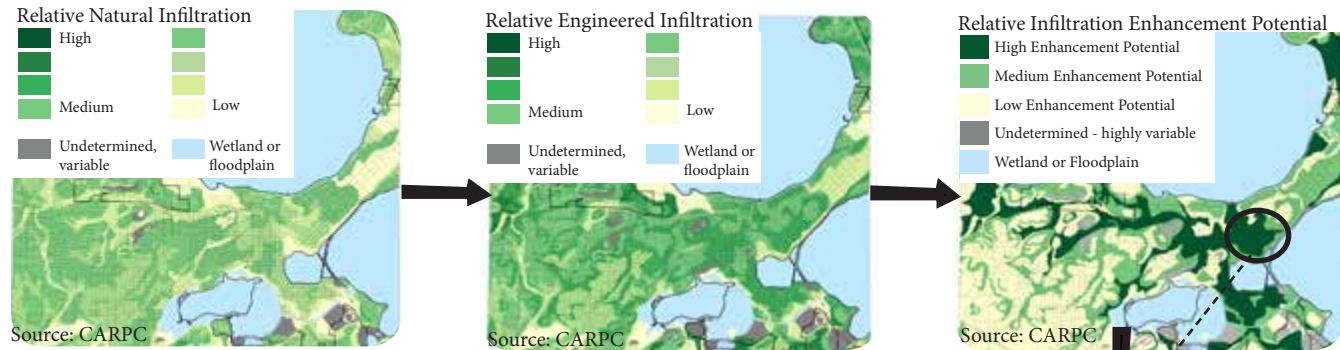 Relative Natural Infiltration
High
Medium
Low
Undetermined,
variable
Wetland or
floodplain
Source: CARPC
Relative Engineered Infiltration
High
Medium
Low
Undetermined,
variable
Wetland or
floodplain
Source: CARPC
Relative Infiltration Enhancement Potential
High Enhancement Potential
Medium Enhancement Potential
Low Enhancement Potential
Undetermined - highly variable
Wetland or Floodplain
Source: CARPC